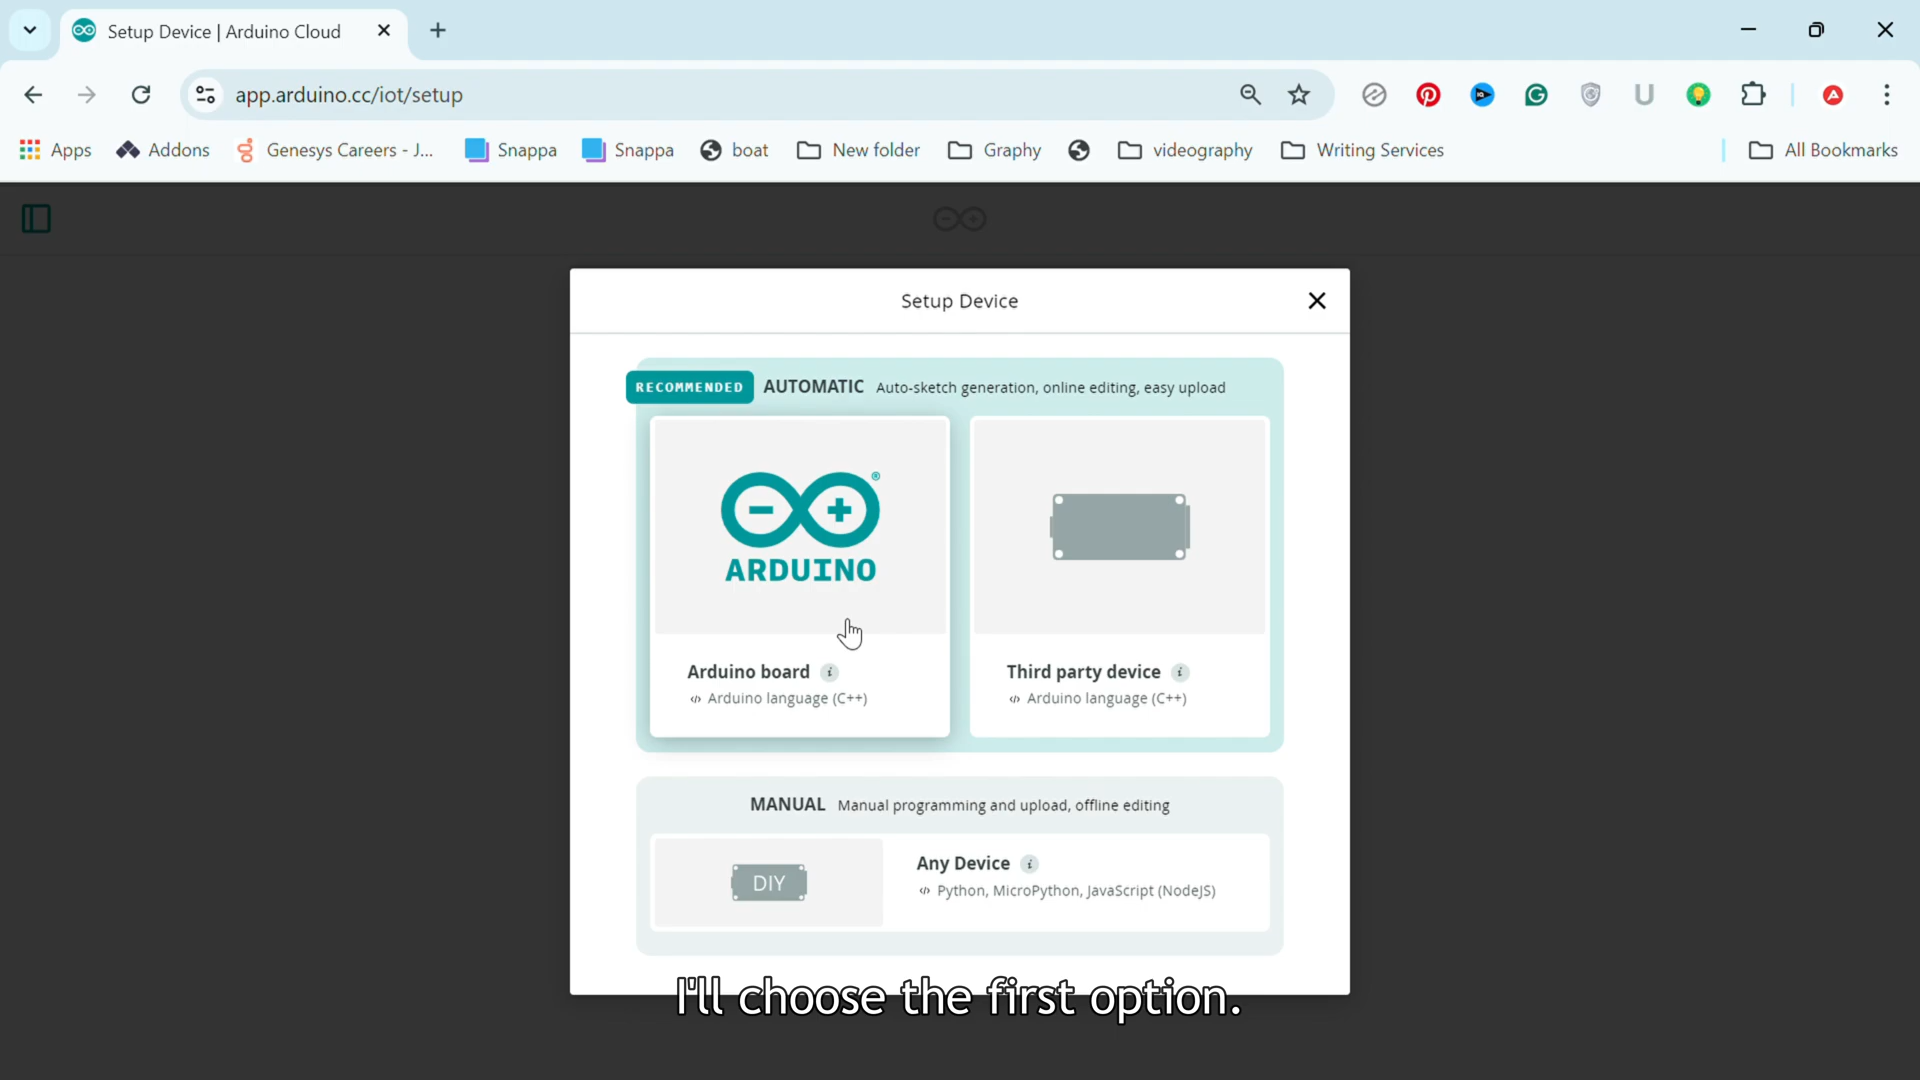 Setup Device | Arduino Cloud
app.arduino.cc/iot/setup
Apps
Addons
Genesys Careers - J...
Snappa
Snappa
boat
New folder
Graphy
videography
Writing Services
All Bookmarks
Setup Device
RECOMMENDED AUTOMATIC Auto-sketch generation, online editing, easy upload
ARDUINO
®
Arduino board i
</> Arduino language (C++)
Third party device i
</> Arduino language (C++)
MANUAL Manual programming and upload, offline editing
DIY
Any Device i
</> Python, MicroPython, JavaScript (NodeJS)
I'll choose the first option.